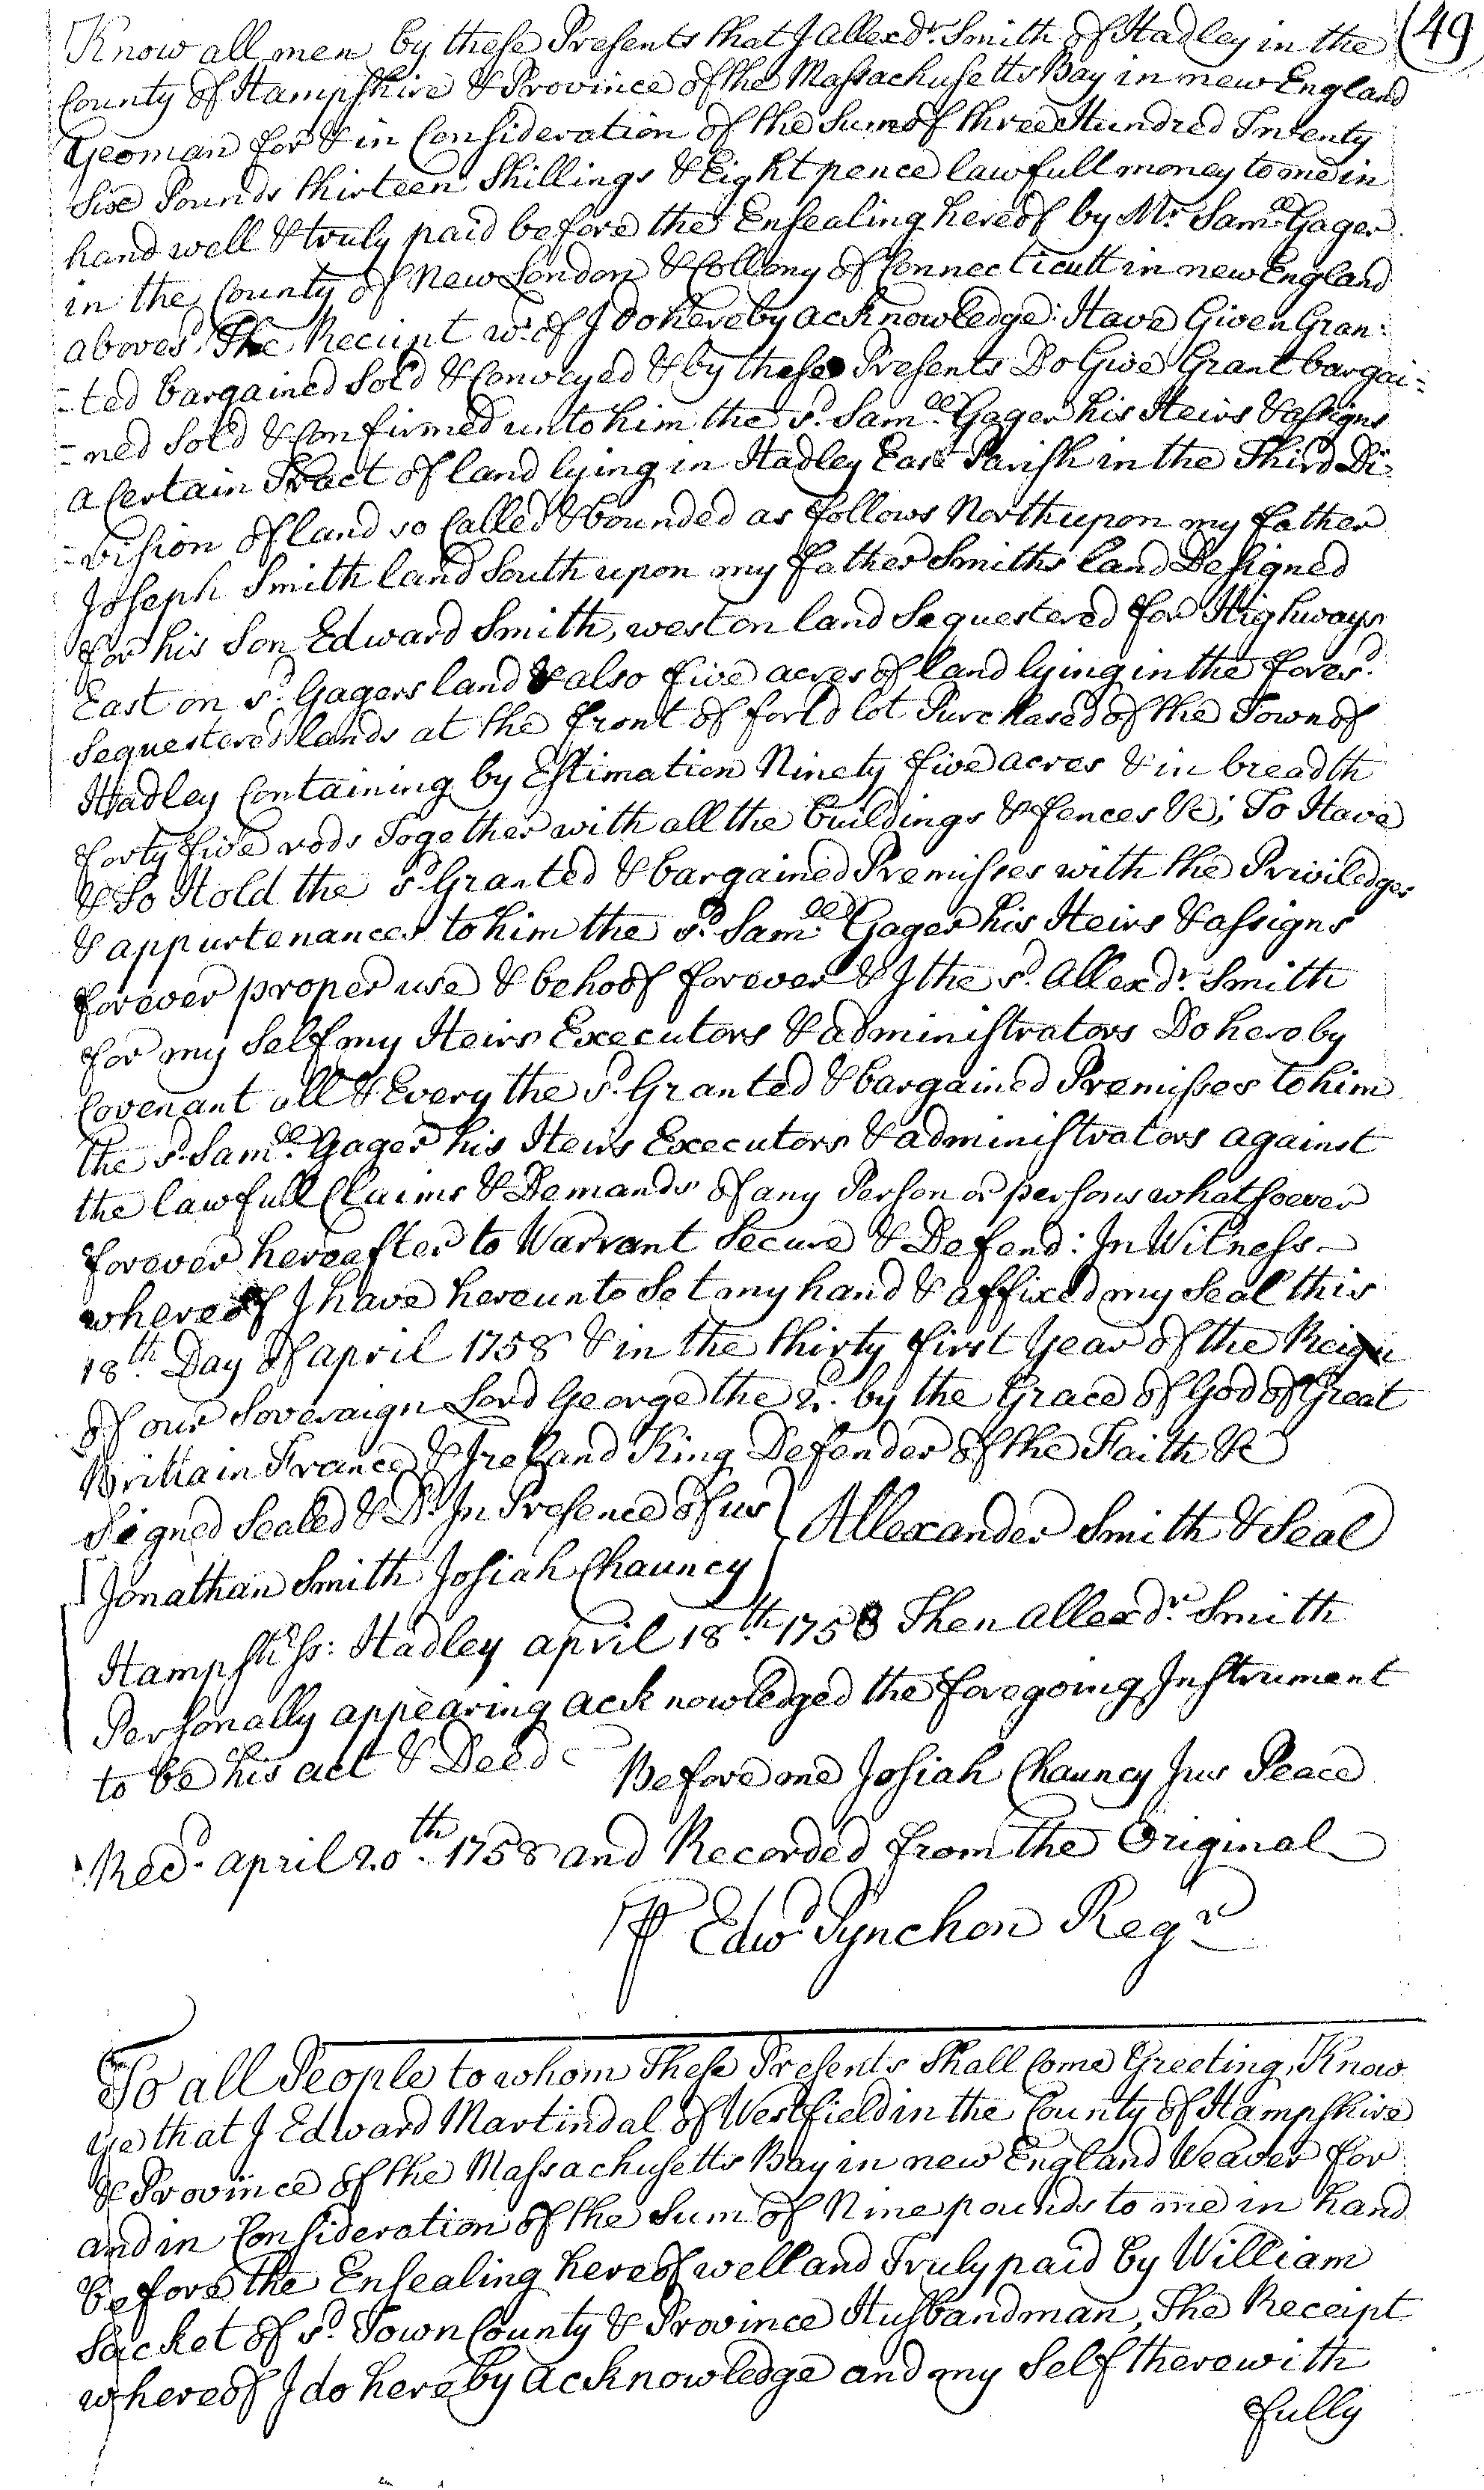 (49
Know all men by these Presents that I Allexdr. Smith of Hadley in the
County of Hampshire & Province of the Massachusetts Bay in new England
Yeoman for & in Consideration of the Sum of three Hundred Twenty
Six Pounds thirteen Shillings & Eight pence lawfull money to me in
hand well & truly paid before the Ensealing hereof by Mr. Samll. Gager
in the County of New London & Collony of Connecticutt in new England
aboves.d The Reciept w:of I do hereby acknowledge: Have Given Gran:
=ted bargained Sold & Conveyed & by these Presents Do Give Grant bargai=
=ned Sold & Confirmed unto him the sd. Samll. Gager his Heirs & assigns
a Certain Tract of land lying in Hadley East Parish in the Third Di=
=vision of land so Called & bounded as follows North upon my father
Joseph Smith land South upon my father Smiths land Designed
for his Son Edward Smith, west on land Sequestered for Highways
East on sd. Gagers land & also five acres of land lying in the foresd.
Sequestered lands at the front of forsd lot Purchased of the Town of
Hadley Containing by Estimation Ninety five acres & in breadth
forty five rods Together with all the buildings & fences &c; To Have
& to Hold the sd. Granted & bargained Premisses with the Priviledges
& appurtenances to him the sd. Samll. Gager his Heirs & assigns
forever proper use & behoof forever & I the sd. Allexdr. Smith
for my Self my Heirs Executors & administrators Do hereby
Covenant all & Every the sd. Granted & bargained Premisses to him
the sd. Samll. Gager his Heirs Executors & administrators against
the lawfull Claims & Demands of any Person or persons whatsoever
forever hereafter to Warrant Secure & Defend: In Witness
whereof I have hereunto Set my hand & affixed my Seal this
18th. Day of april 1758 & in the thirty first Year of the Reign
of our Soveraign Lord George the 2d. by the Grace of God of Great
Brittain France & Ireland King Defender of the Faith &c
Signed Sealed & Dd. In Presence of us } Allexander Smith & Seal
Jonathan Smith Josiah Chauncy
Hampshr. ss: Hadley april 18th. 1758 Then allexdr. Smith
Personally appearing acknowledged the foregoing Instrument
to be his act & Deed Before me Josiah Chauncy Jus Peace
Recd. april 20th. 1758 and Recorded from the Original
P Edwd. Pynchon Regr
To all People to whom These Presents Shall Come Greeting, Know
ye that I Edward Martindal of Westfield in the County of Hampshire
& Province of the Massachusetts Bay in new England Weaver for
and in Consideration of the Sum of Nine pounds to me in hand
before the Ensealing hereof well and Truly paid by William
Sacket of sd. Town County & Province Husbandman, The Receipt
whereof I do hereby acknowledge and my Self therewith
fully